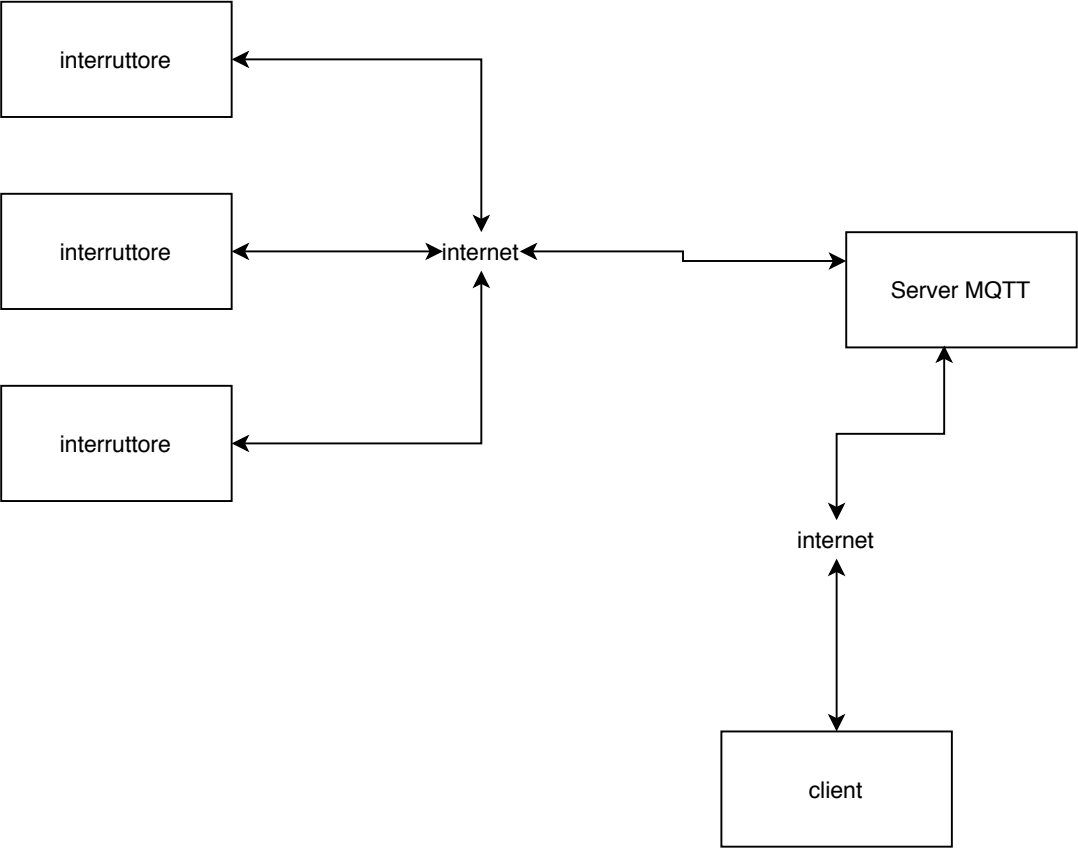 interruttore
interruttore
internet
Server MQTT
interruttore
internet
client